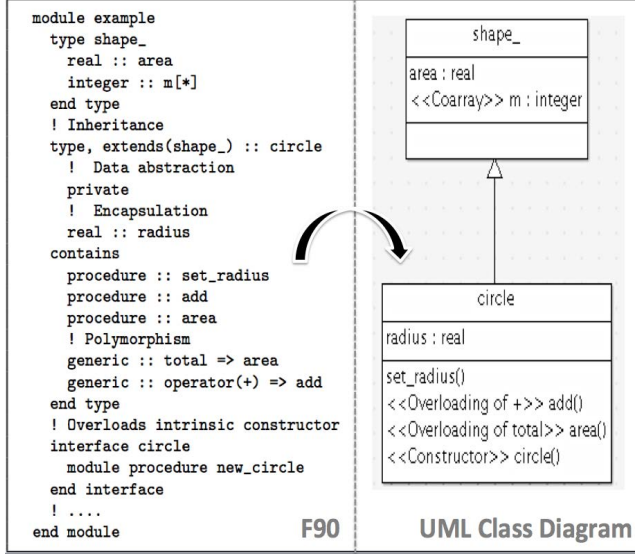 module example
type shape_
real :: area
integer :: m[*]
end type
! Inheritance
type, extends(shape_) :: circle
! Data abstraction
private
! Encapsulation
real :: radius
contains
procedure :: set_radius
procedure :: add
procedure :: area
! Polymorphism
generic :: total => area
generic :: operator(+) => add
end type
! Overloads intrinsic constructor
interface circle
module procedure new_circle
end interface
! ....
end module
F90
shape_
area : real
<<Coarray>> m : integer
circle
radius : real
set_radius()
<<Overloading of +>> add()
<<Overloading of total>> area()
<<Constructor>> circle()
UML Class Diagram